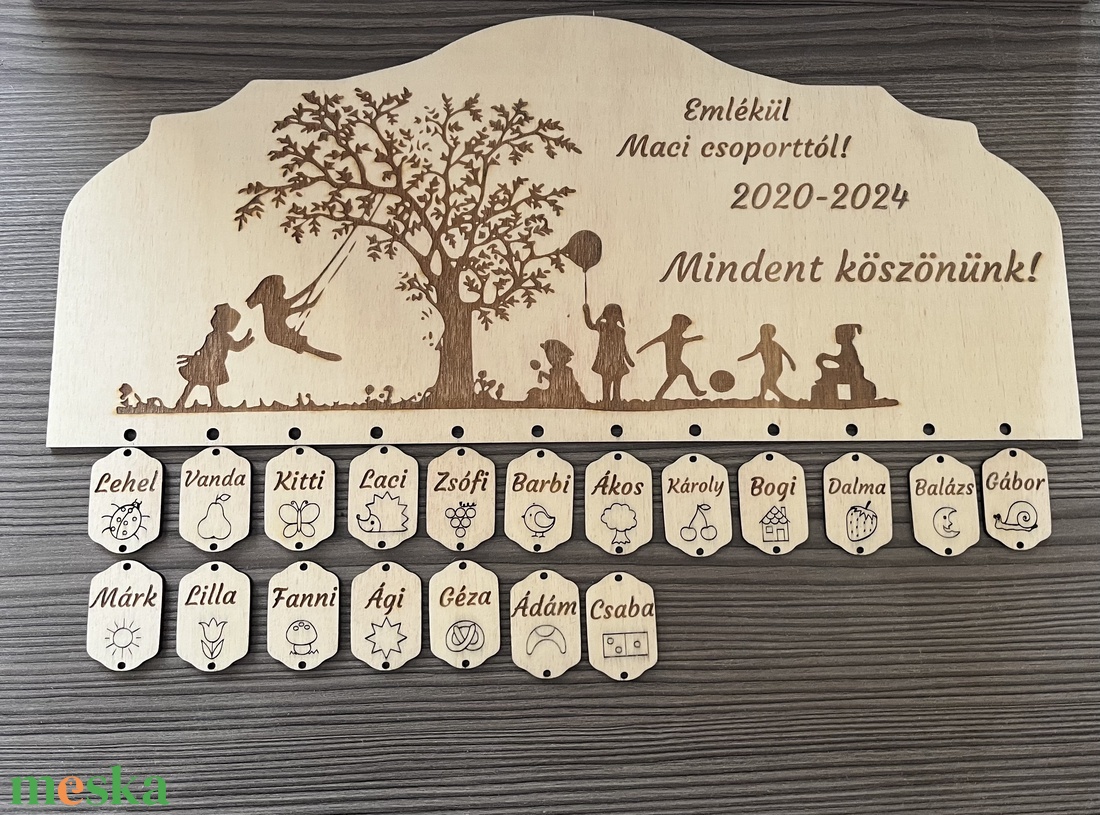 Emlékül
Maci csoporttól!
2020-2024
Mindent köszönünk!
Lehel Vanda Kitti Laci Zsófi Barbi Ákos Károly Bogi Dalma Balázs Gábor
Márk Lilla Fanni Ági Géza Ádám Csaba
meska